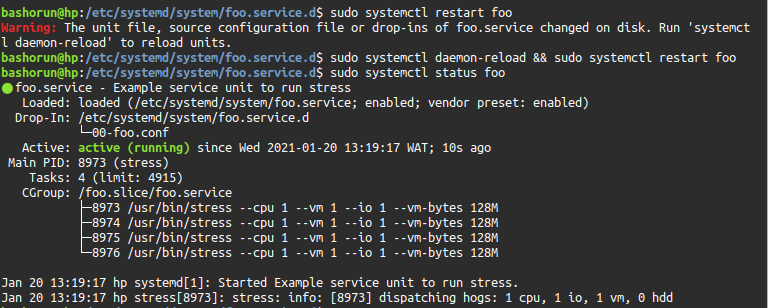 bashorun@hp:/etc/systemd/system/foo.service.d$ sudo systemctl restart foo
Warning: The unit file, source configuration file or drop-ins of foo.service changed on disk. Run 'systemct
l daemon-reload' to reload units.
bashorun@hp:/etc/systemd/system/foo.service.d$ sudo systemctl daemon-reload && sudo systemctl restart foo
bashorun@hp:/etc/systemd/system/foo.service.d$ sudo systemctl status foo
●foo.service - Example service unit to run stress
   Loaded: loaded (/etc/systemd/system/foo.service; enabled; vendor preset: enabled)
  Drop-In: /etc/systemd/system/foo.service.d
           └─00-foo.conf
   Active: active (running) since Wed 2021-01-20 13:19:17 WAT; 10s ago
 Main PID: 8973 (stress)
    Tasks: 4 (limit: 4915)
   CGroup: /foo.slice/foo.service
           ├─8973 /usr/bin/stress --cpu 1 --vm 1 --io 1 --vm-bytes 128M
           ├─8974 /usr/bin/stress --cpu 1 --vm 1 --io 1 --vm-bytes 128M
           ├─8975 /usr/bin/stress --cpu 1 --vm 1 --io 1 --vm-bytes 128M
           └─8976 /usr/bin/stress --cpu 1 --vm 1 --io 1 --vm-bytes 128M

Jan 20 13:19:17 hp systemd[1]: Started Example service unit to run stress.
Jan 20 13:19:17 hp stress[8973]: stress: info: [8973] dispatching hogs: 1 cpu, 1 io, 1 vm, 0 hdd